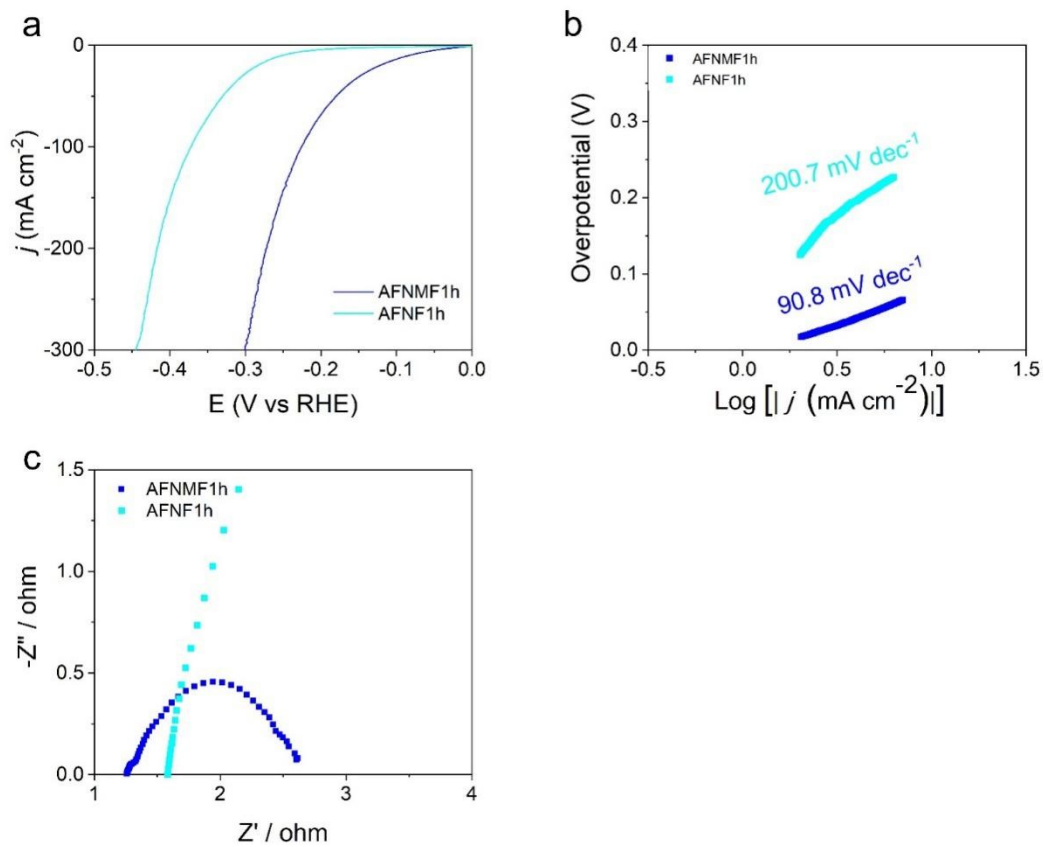 a
0
-100
-200
-300
j (mA cm-2)
AFNMF1h
AFNF1h
-0.5 -0.4 -0.3 -0.2 -0.1 0.0
E (V vs RHE)
b
0.4
0.3
0.2
0.1
0.0
Overpotential (V)
AFNMF1h
AFNF1h
200.7 mV dec-1
90.8 mV dec-1
-0.5 0.0 0.5 1.0 1.5
Log [| j (mA cm-2)|]
c
1.5
1.0
0.5
0.0
-Z" / ohm
AFNMF1h
AFNF1h
1 2 3 4
Z' / ohm